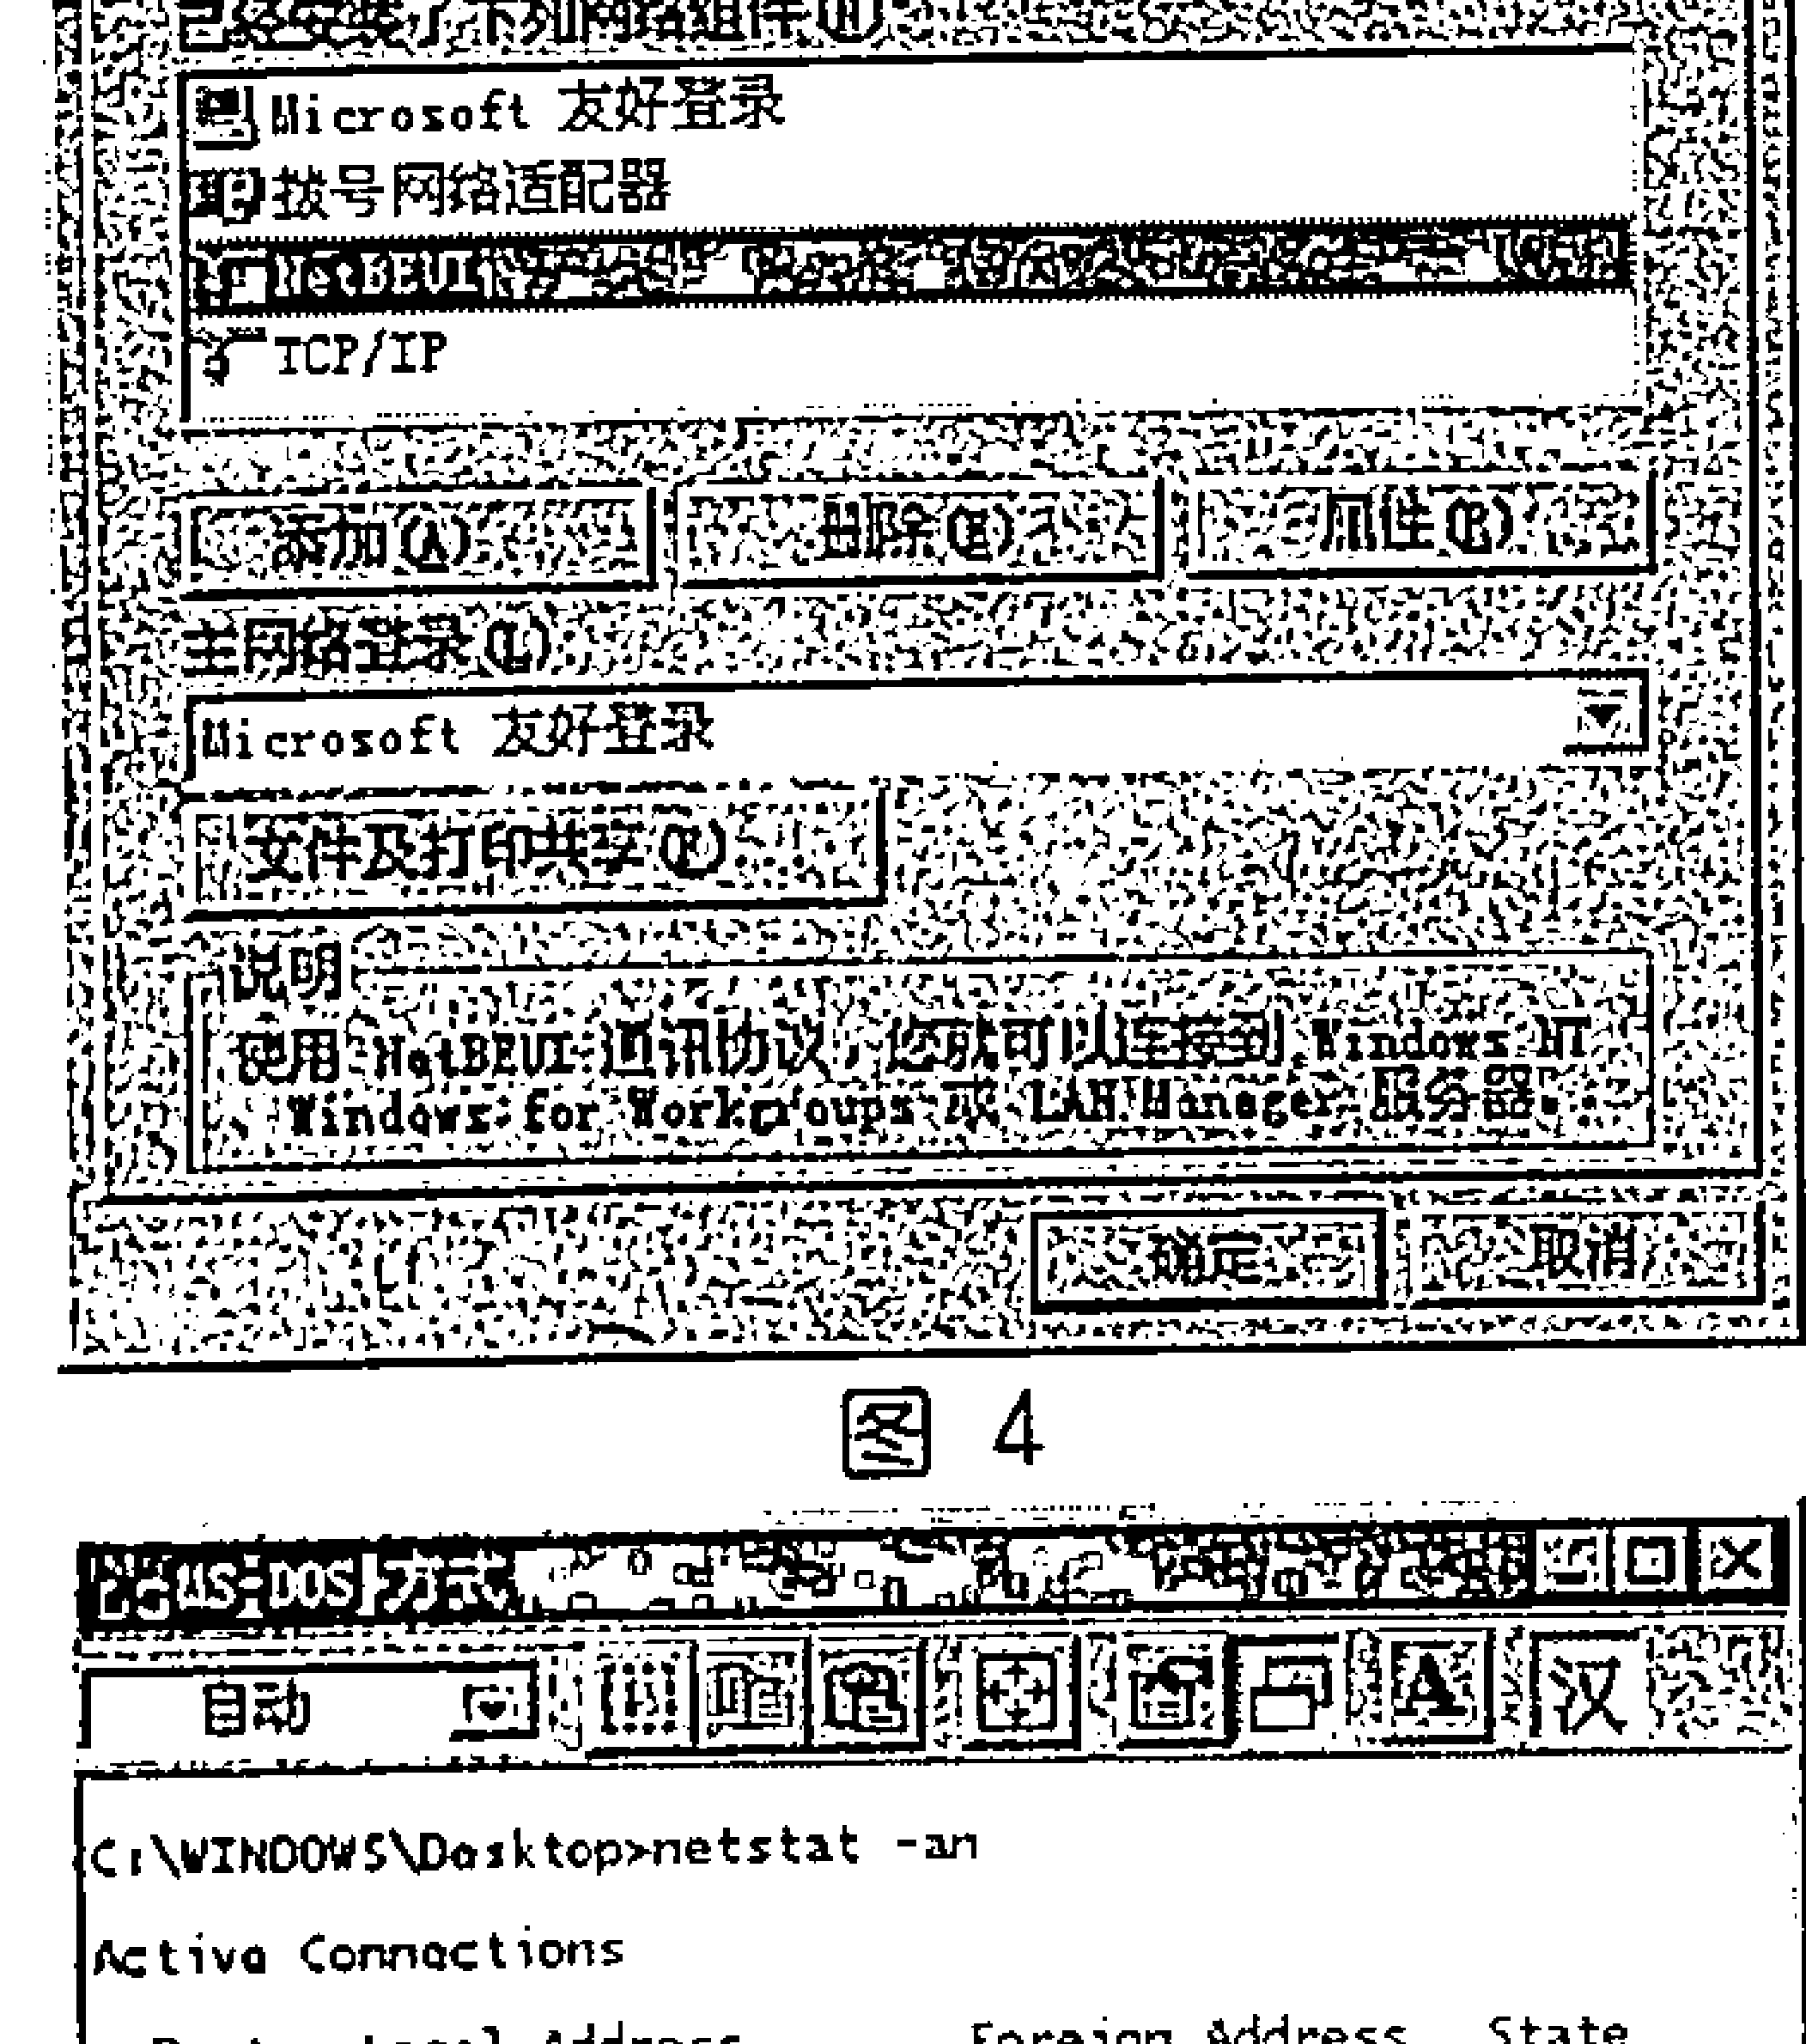 已经安装了下列网络组件(N)
Microsoft 友好登录
拨号网络适配器
NetBEUI
TCP/IP
添加(A) 删除(E) 属性(R)
主网络登录(L)
Microsoft 友好登录
文件及打印共享(F)
说明
使用 NetBEUI 通讯协议，您就可以连接到 Windows NT
、Windows for Workgroups 或 LAN Manager 服务器。
确定 取消
图 4
MS-DOS 方式
自动 A 汉
C:\WINDOWS\Desktop>netstat -an
Active Connections
Proto Local Address Foreign Address State